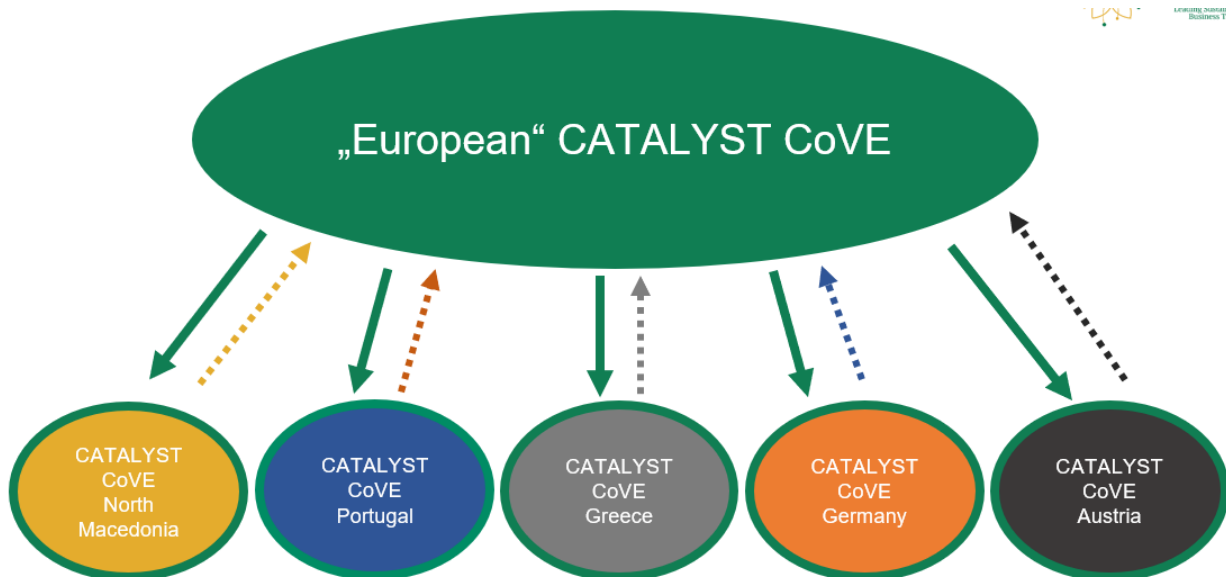 Business T
„European“ CATALYST CoVE
CATALYST
CoVE
North
Macedonia
CATALYST
CoVE
Portugal
CATALYST
CoVE
Greece
CATALYST
CoVE
Germany
CATALYST
CoVE
Austria